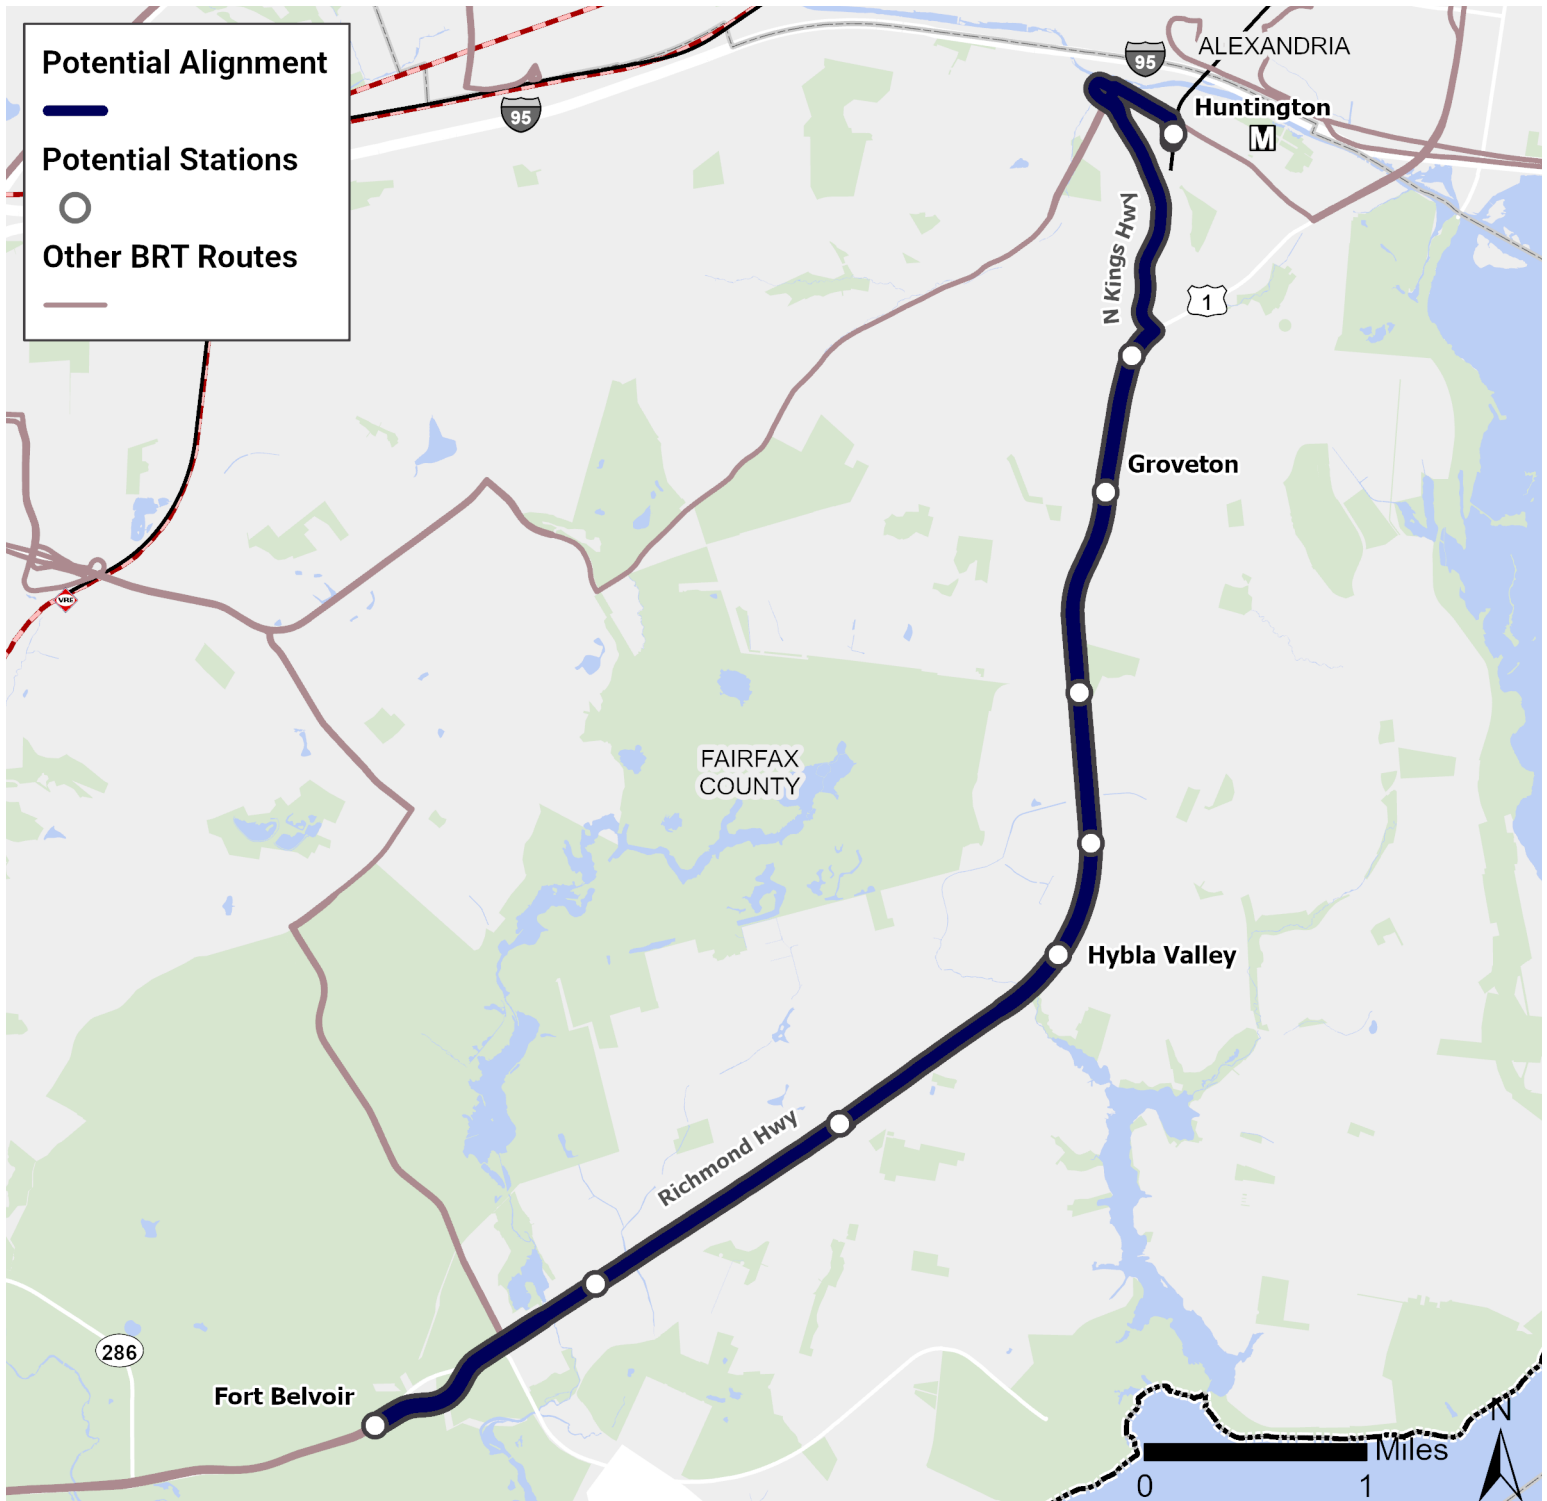 Potential Alignment
Potential Stations
Other BRT Routes
95
95
ALEXANDRIA
Huntington
M
N Kings Hwy
1
Groveton
VRE
FAIRFAX
COUNTY
Hybla Valley
Richmond Hwy
286
Fort Belvoir
N
Miles
0 1